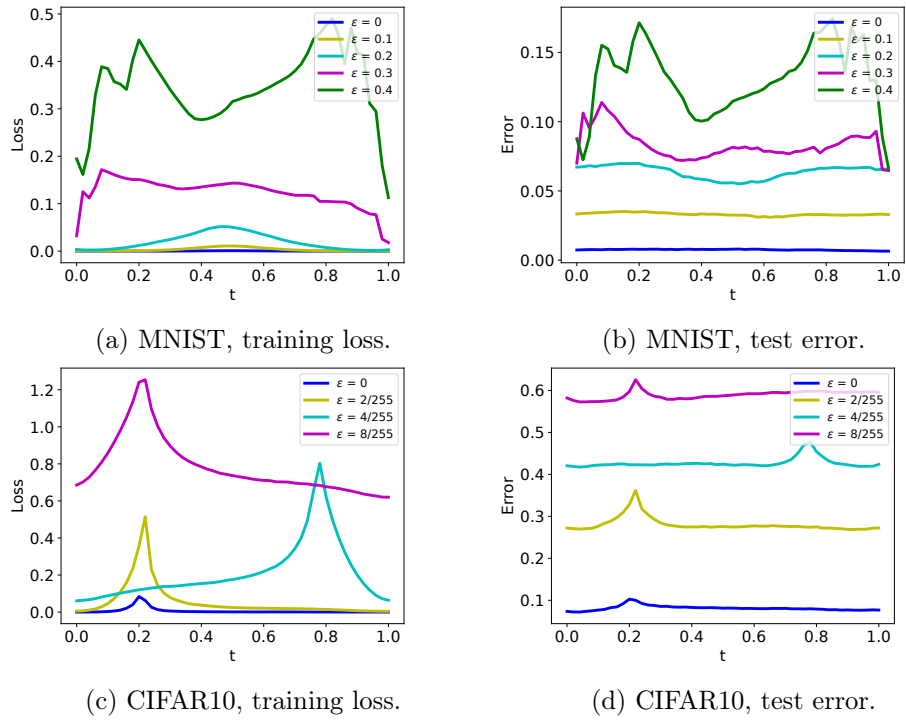 0.5
0.4
0.3
0.2
0.1
0.0
Loss
0.0 0.2 0.4 0.6 0.8 1.0
t
ε = 0
ε = 0.1
ε = 0.2
ε = 0.3
ε = 0.4
(a) MNIST, training loss.
0.15
0.10
0.05
0.00
Error
0.0 0.2 0.4 0.6 0.8 1.0
t
ε = 0
ε = 0.1
ε = 0.2
ε = 0.3
ε = 0.4
(b) MNIST, test error.
1.2
1.0
0.8
0.6
0.4
0.2
0.0
Loss
0.0 0.2 0.4 0.6 0.8 1.0
t
ε = 0
ε = 2/255
ε = 4/255
ε = 8/255
(c) CIFAR10, training loss.
0.6
0.5
0.4
0.3
0.2
0.1
Error
0.0 0.2 0.4 0.6 0.8 1.0
t
ε = 0
ε = 2/255
ε = 4/255
ε = 8/255
(d) CIFAR10, test error.